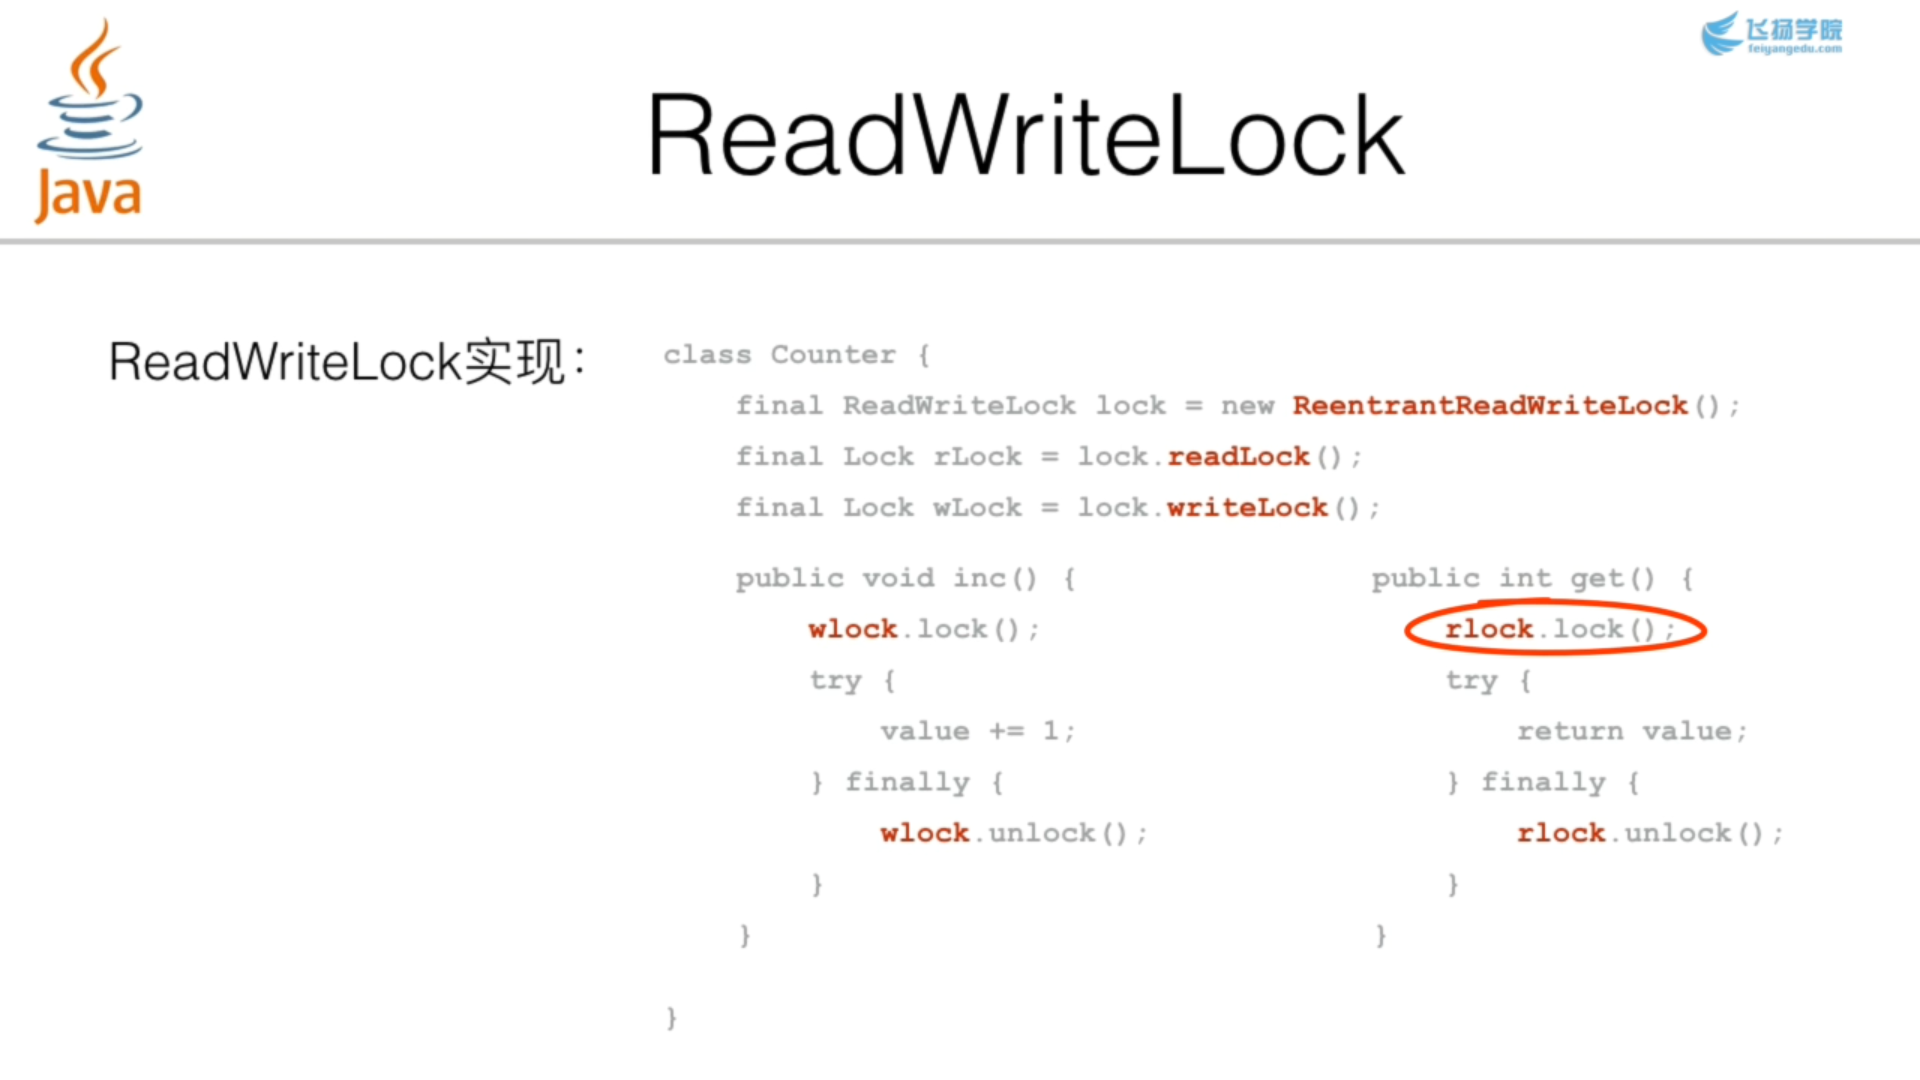 Java
飞扬学院
feiyangedu.com
ReadWriteLock
ReadWriteLock实现：
class Counter {
final ReadWriteLock lock = new ReentrantReadWriteLock();
final Lock rLock = lock.readLock();
final Lock wLock = lock.writeLock();
public void inc() {
wlock.lock();
try {
value += 1;
} finally {
wlock.unlock();
}
}
public int get() {
rlock.lock();
try {
return value;
} finally {
rlock.unlock();
}
}
}